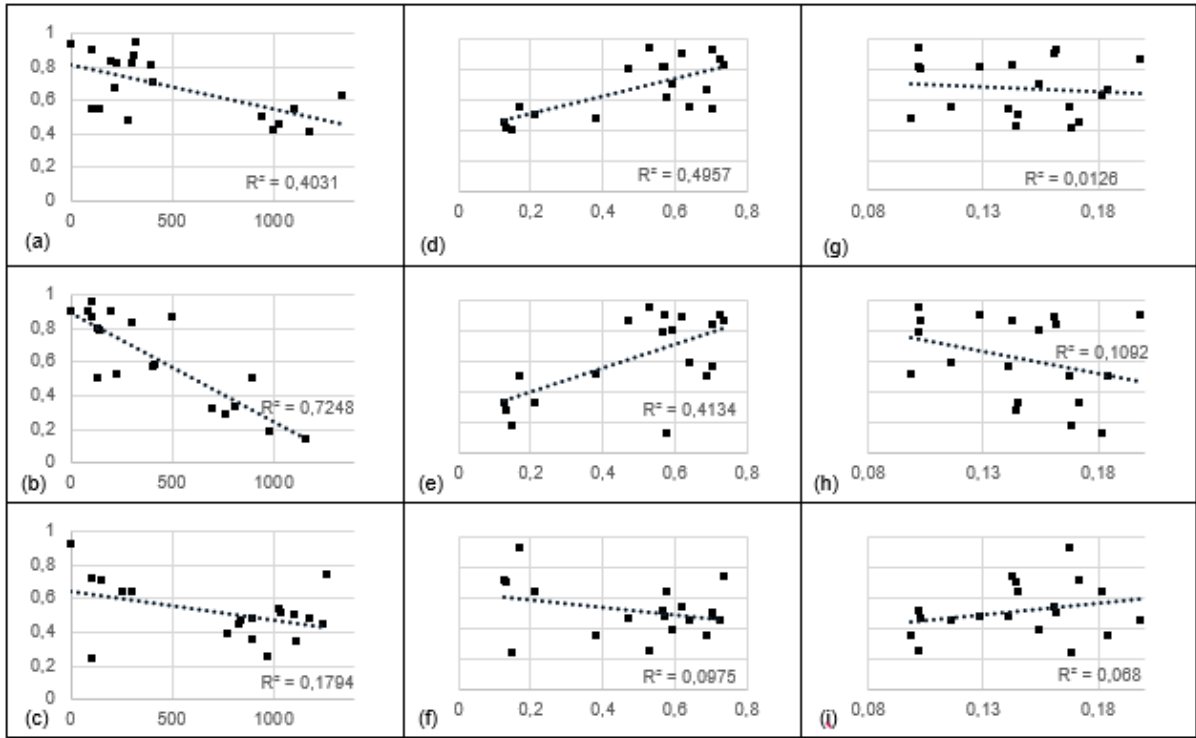 1
0,8
0,6
0,4
0,2
0
R² = 0,4031
0 500 1000
(a)
R² = 0,4957
0 0,2 0,4 0,6 0,8
(d)
R² = 0,0126
0,08 0,13 0,18
(g)
1
0,8
0,6
0,4
0,2
0
R² = 0,7248
0 500 1000
(b)
R² = 0,4134
0 0,2 0,4 0,6 0,8
(e)
R² = 0,1092
0,08 0,13 0,18
(h)
1
0,8
0,6
0,4
0,2
0
R² = 0,1794
0 500 1000
(c)
R² = 0,0975
0 0,2 0,4 0,6 0,8
(f)
R² = 0,068
0,08 0,13 0,18
(i)